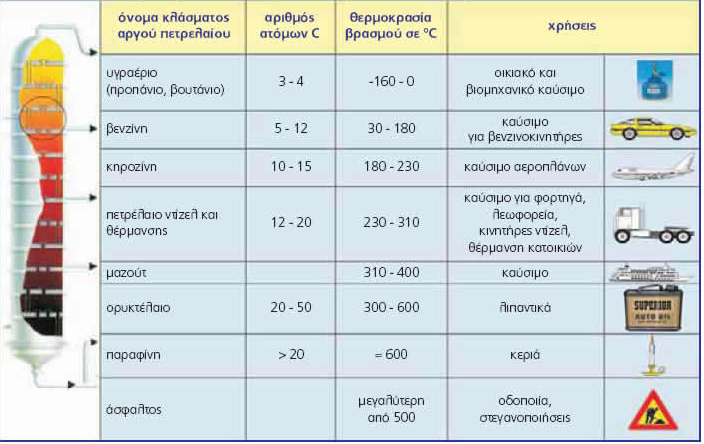 όνομα κλάσματος
αργού πετρελαίου
αριθμός
ατόμων C
θερμοκρασία
βρασμού σε °C
χρήσεις
υγραέριο
(προπάνιο, βουτάνιο)
3 - 4
-160 - 0
οικιακό και
βιομηχανικό καύσιμο
βενζίνη
5 - 12
30 - 180
καύσιμο
για βενζινοκινητήρες
κηροζίνη
10 - 15
180 - 230
καύσιμο αεροπλάνων
πετρέλαιο ντίζελ και
θέρμανσης
12 - 20
230 - 310
καύσιμο για φορτηγά,
λεωφορεία,
κινητήρες ντίζελ,
θέρμανση κατοικιών
μαζούτ
310 - 400
καύσιμο
ορυκτέλαιο
20 - 50
300 - 600
λιπαντικά
SUPERIOR
AUTO OIL
παραφίνη
> 20
= 600
κεριά
άσφαλτος
μεγαλύτερη
από 500
οδοποιία,
στεγανοποιήσεις